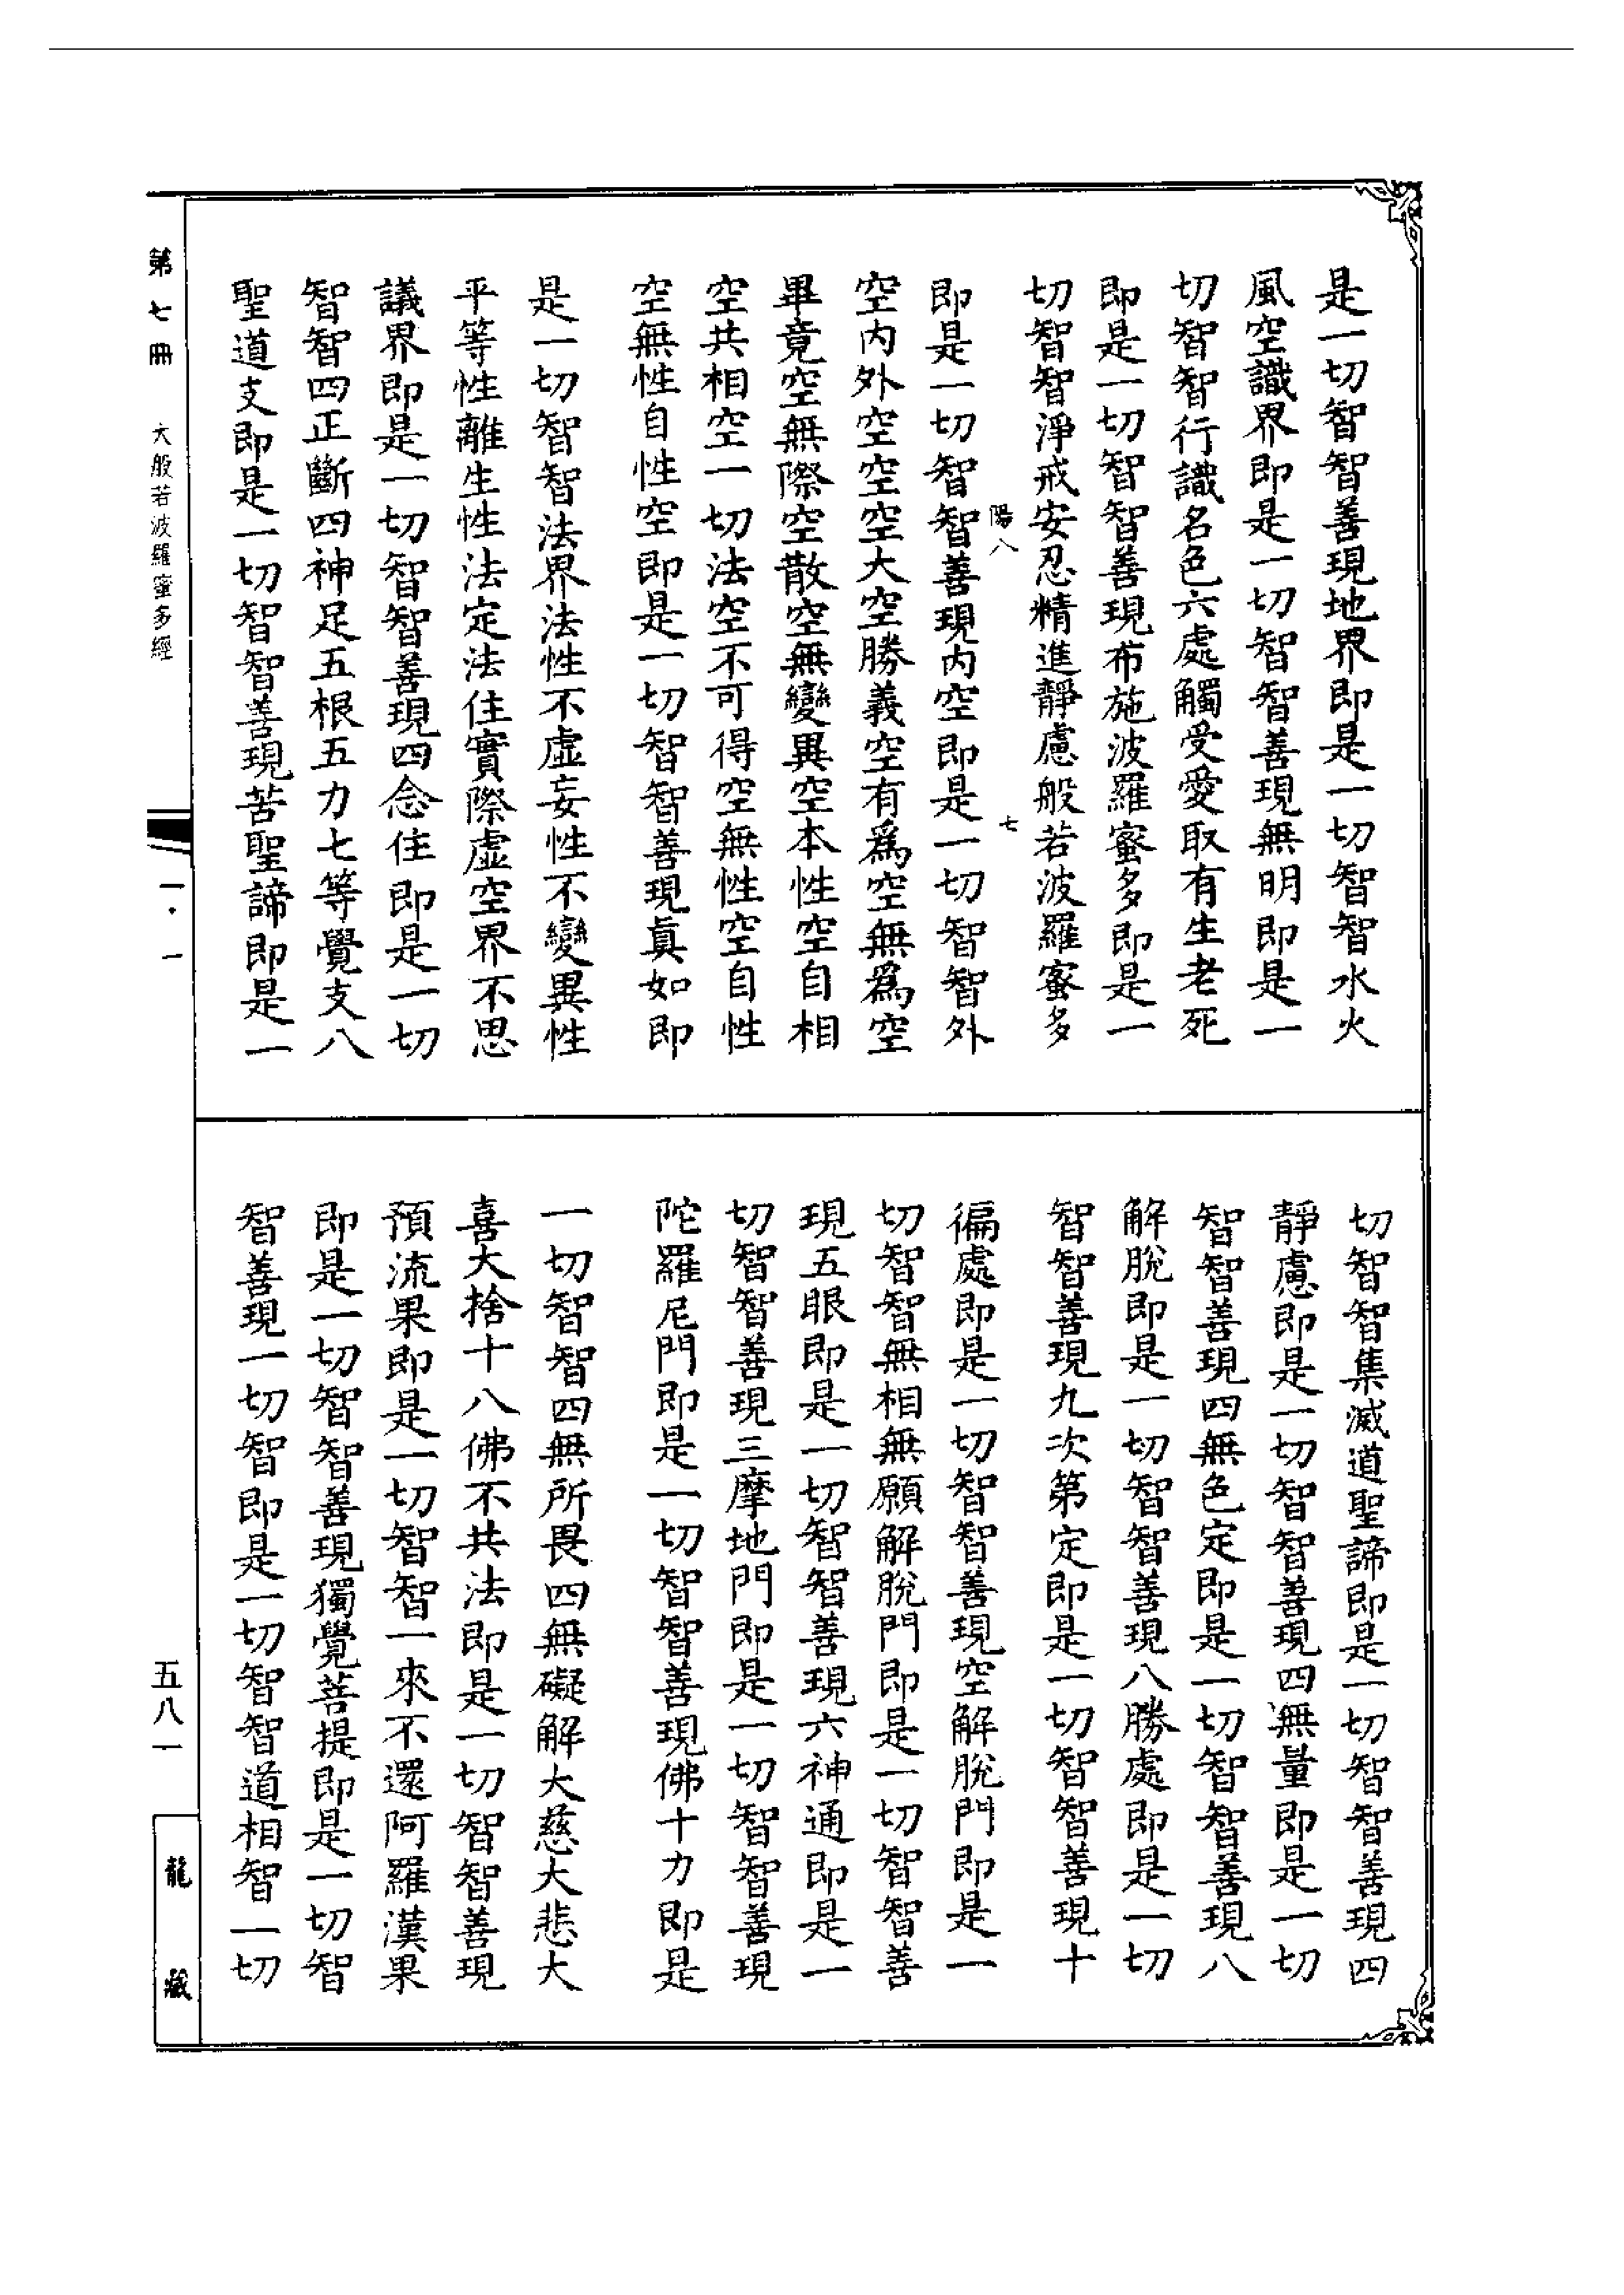 是一切智智善現地界即是一切智智水火
風空識界即是一切智智善現無明即是一
切智智行識名色六處觸受愛取有生老死
即是一切智智善現布施波羅蜜多即是一
切智智淨戒安忍精進靜慮般若波羅蜜多
陽八 七
即是一切智智善現內空即是一切智智外
空內外空空空大空勝義空有爲空無爲空
畢竟空無際空散空無變異空本性空自相
空共相空一切法空不可得空無性空自性
空無性自性空即是一切智智善現真如即
是一切智智法界法性不虛妄性不變異性
平等性離生性法定法住實際虛空界不思
議界即是一切智智善現四念住即是一切
智智四正斷四神足五根五力七等覺支八
聖道支即是一切智智善現苦聖諦即是一
切智智集滅道聖諦即是一切智智善現四
靜慮即是一切智智善現四無量即是一切
智智善現四無色定即是一切智智善現八
解脫即是一切智智善現八勝處即是一切
智智善現九次第定即是一切智智善現十
徧處即是一切智智善現空解脫門即是一
切智智無相無願解脫門即是一切智智善
現五眼即是一切智智善現六神通即是一
切智智善現三摩地門即是一切智智善現
陀羅尼門即是一切智智善現佛十力即是
一切智智四無所畏四無礙解大慈大悲大
喜大捨十八佛不共法即是一切智智善現
預流果即是一切智智一來不還阿羅漢果
即是一切智智善現獨覺菩提即是一切智
智善現一切智即是一切智智道相智一切
第七冊 大般若波羅蜜多經 一·一 五八一 龍藏